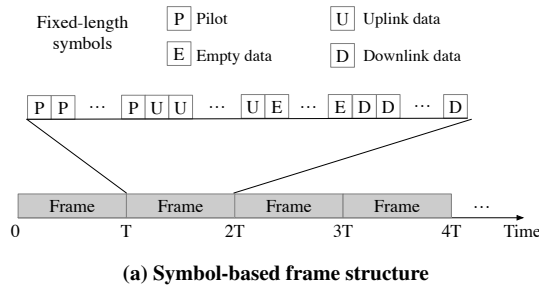 Fixed-length symbols
P Pilot
U Uplink data
E Empty data
D Downlink data
P P ... P U U ... U E ... E D D ... D
Frame Frame Frame Frame ...
0 T 2T 3T 4T Time
(a) Symbol-based frame structure